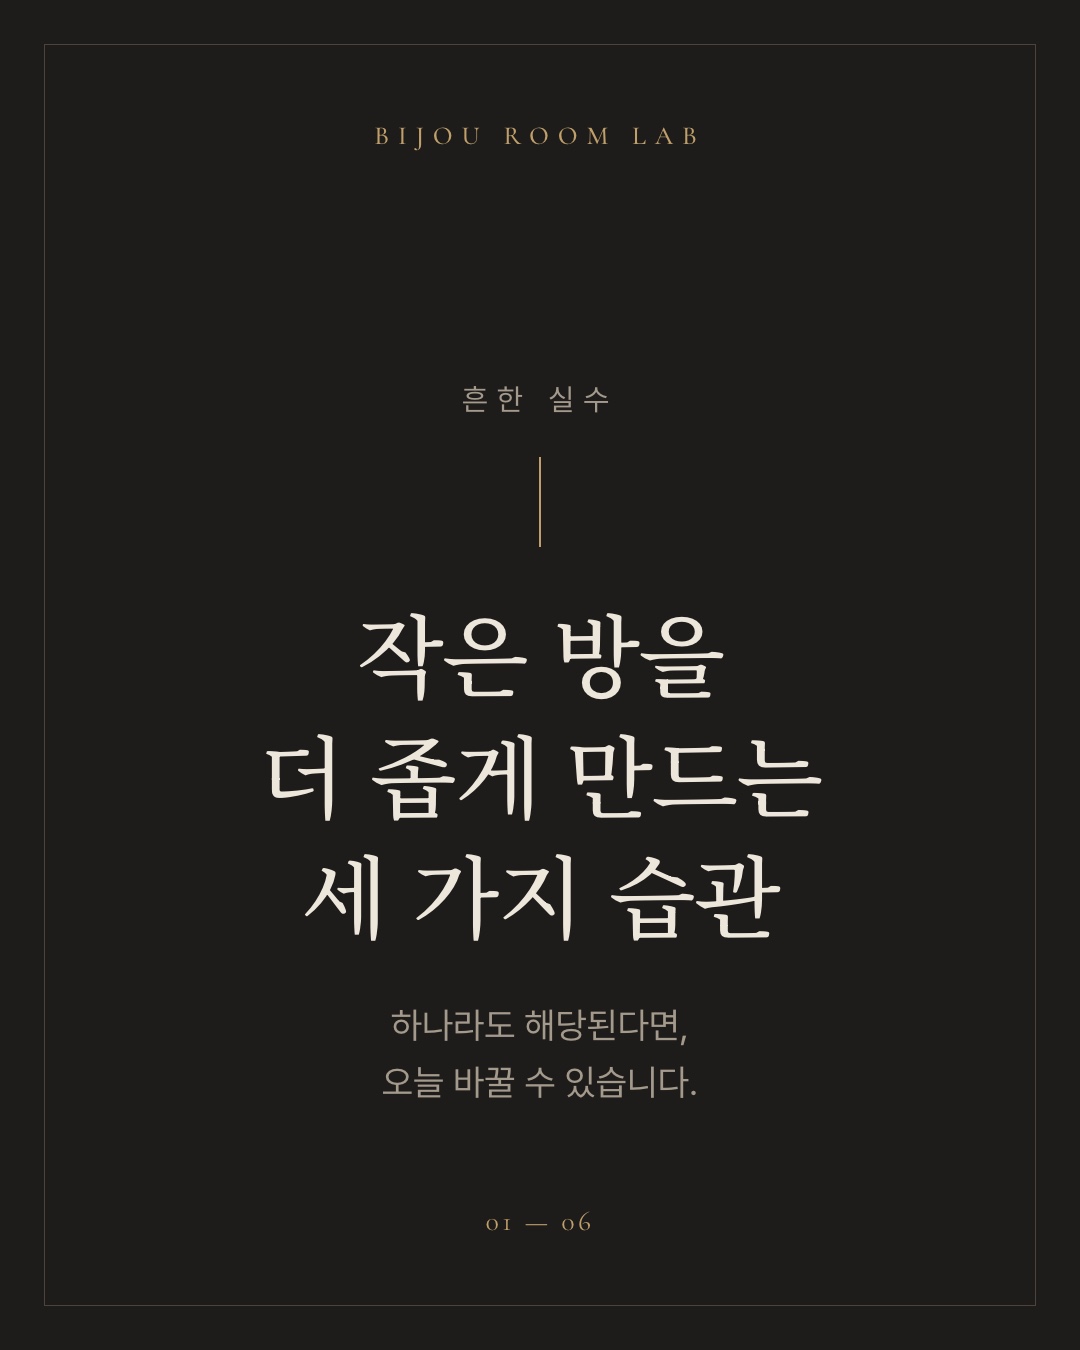 BIJOU ROOM LAB
흔한 실수
작은 방을
더 좁게 만드는
세 가지 습관
하나라도 해당된다면,
오늘 바꿀 수 있습니다.
01 — 06